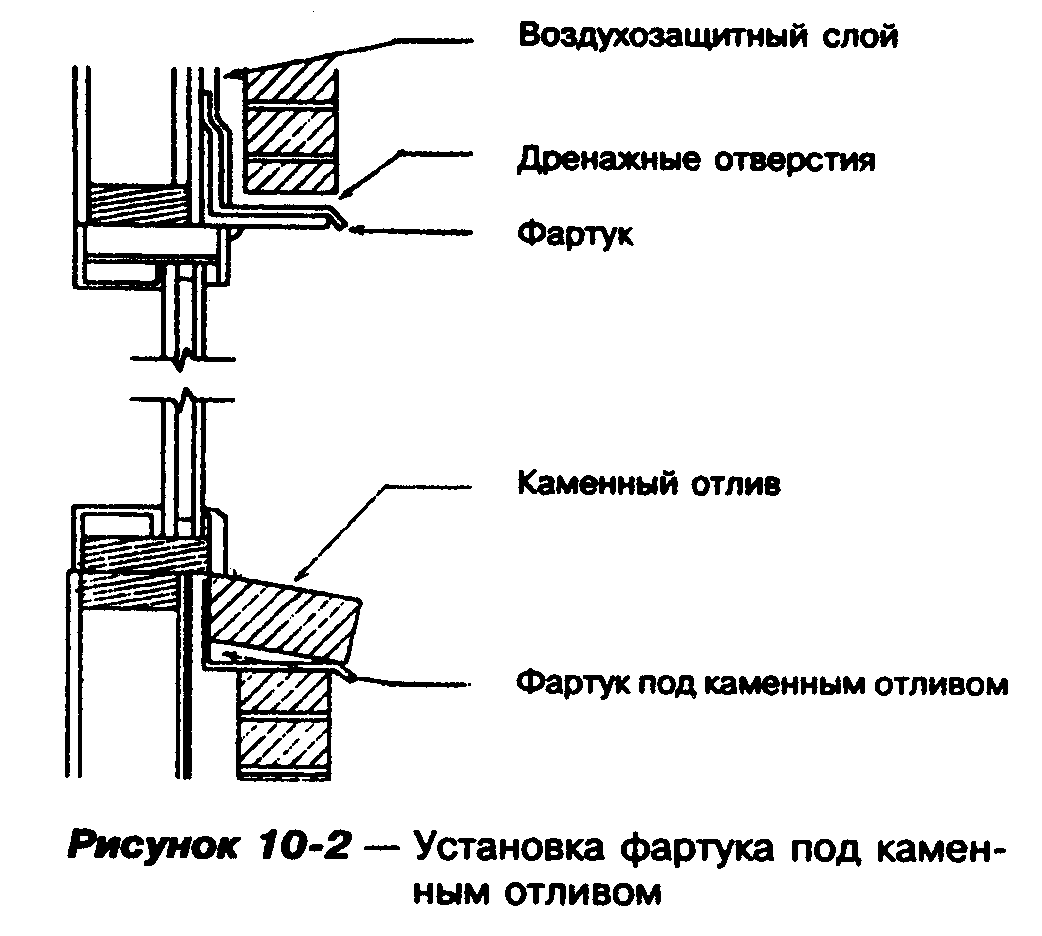 Воздухозащитный слой
Дренажные отверстия
Фартук
Каменный отлив
Фартук под каменным отливом
Рисунок 10-2 — Установка фартука под камен-
ным отливом